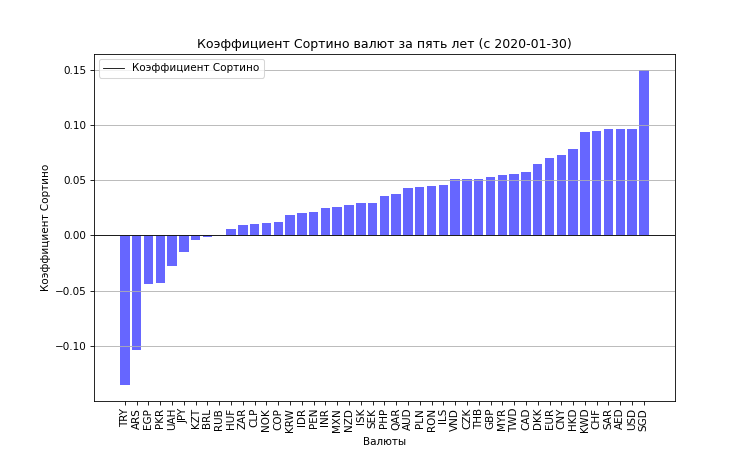 Коэффициент Сортино валют за пять лет (с 2020-01-30)
Коэффициент Сортино
0.15
0.10
0.05
0.00
−0.05
−0.10
Коэффициент Сортино
TRY
ARS
EGP
PKR
UAH
JPY
KZT
BRL
RUB
HUF
ZAR
CLP
NOK
COP
KRW
IDR
PEN
INR
MXN
NZD
ISK
SEK
PHP
QAR
AUD
PLN
RON
ILS
VND
CZK
THB
GBP
MYR
TWD
CAD
DKK
EUR
CNY
HKD
KWD
CHF
SAR
AED
USD
SGD
Валюты